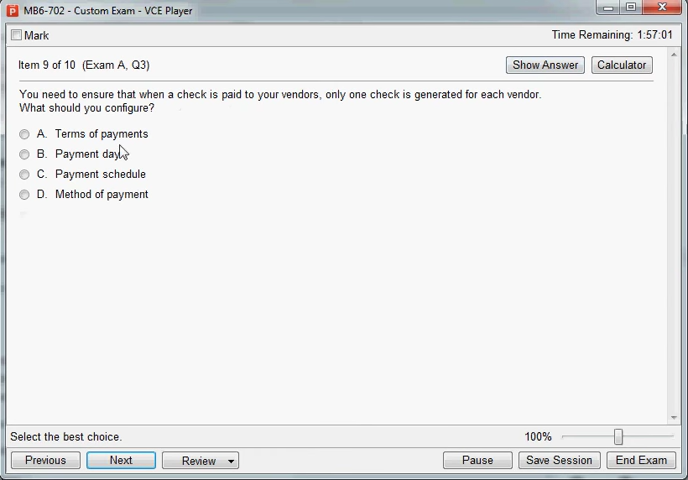 MB6-702 - Custom Exam - VCE Player
Mark
Time Remaining: 1:57:01
Item 9 of 10 (Exam A, Q3)
Show Answer
Calculator
You need to ensure that when a check is paid to your vendors, only one check is generated for each vendor.
What should you configure?
A. Terms of payments
B. Payment day
C. Payment schedule
D. Method of payment
Select the best choice.
100%
Previous
Next
Review
Pause
Save Session
End Exam